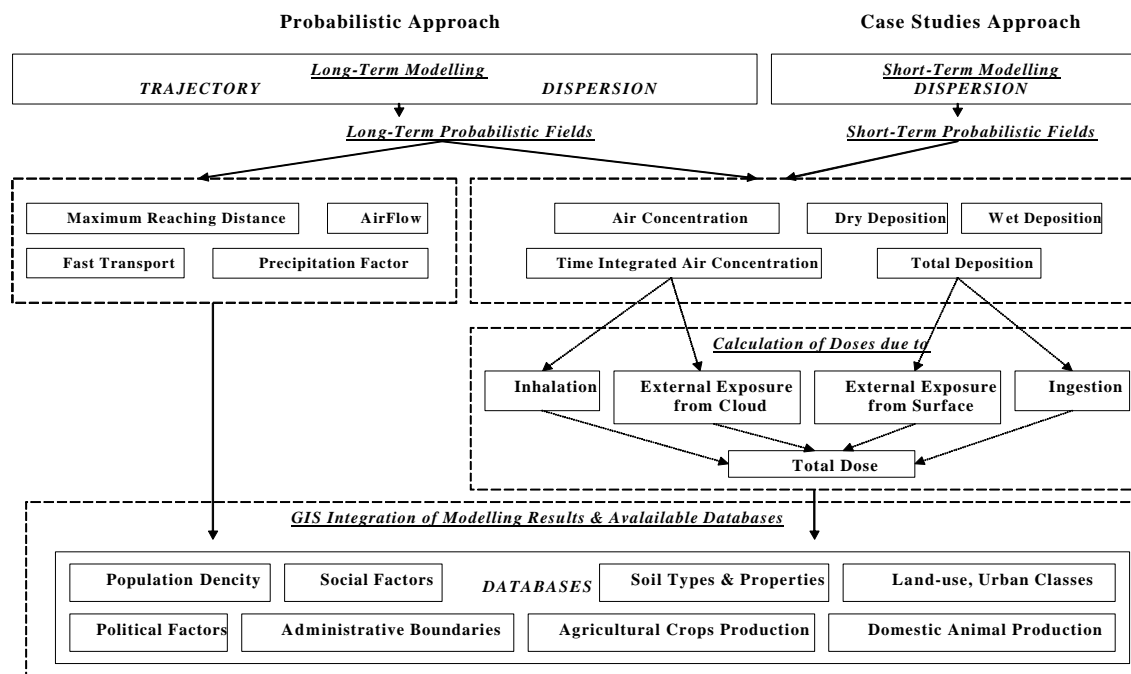 Probabilistic Approach
Case Studies Approach
Long-Term Modelling
TRAJECTORY
DISPERSION
Short-Term Modelling
DISPERSION
Long-Term Probabilistic Fields
Short-Term Probabilistic Fields
Maximum Reaching Distance
AirFlow
Fast Transport
Precipitation Factor
Air Concentration
Dry Deposition
Wet Deposition
Time Integrated Air Concentration
Total Deposition
Calculation of Doses due to
Inhalation
External Exposure
from Cloud
External Exposure
from Surface
Ingestion
Total Dose
GIS Integration of Modelling Results & Avalailable Databases
Population Dencity
Social Factors
DATABASES
Soil Types & Properties
Land-use, Urban Classes
Political Factors
Administrative Boundaries
Agricultural Crops Production
Domestic Animal Production